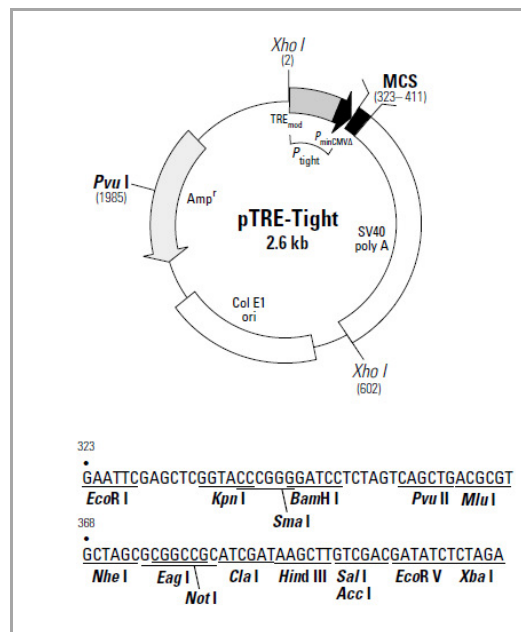 Xho I
(2)
MCS
(323–411)
TREmod
PminCMVΔ
Ptight
Pvu I
(1985)
Ampr
pTRE-Tight
2.6 kb
SV40
poly A
Col E1
ori
Xho I
(602)
323
GAATTCGAGCTCGGTACCCGGGGATCCTCTAGTCAGCTGACGCGT
EcoR I Kpn I BamH I Pvu II Mlu I
Sma I
368
GCTAGCGCGGCCGCATCGATAAGCTTGTCGACGATATCTCTAGA
Nhe I Eag I Cla I Hind III Sal I EcoR V Xba I
Not I Acc I